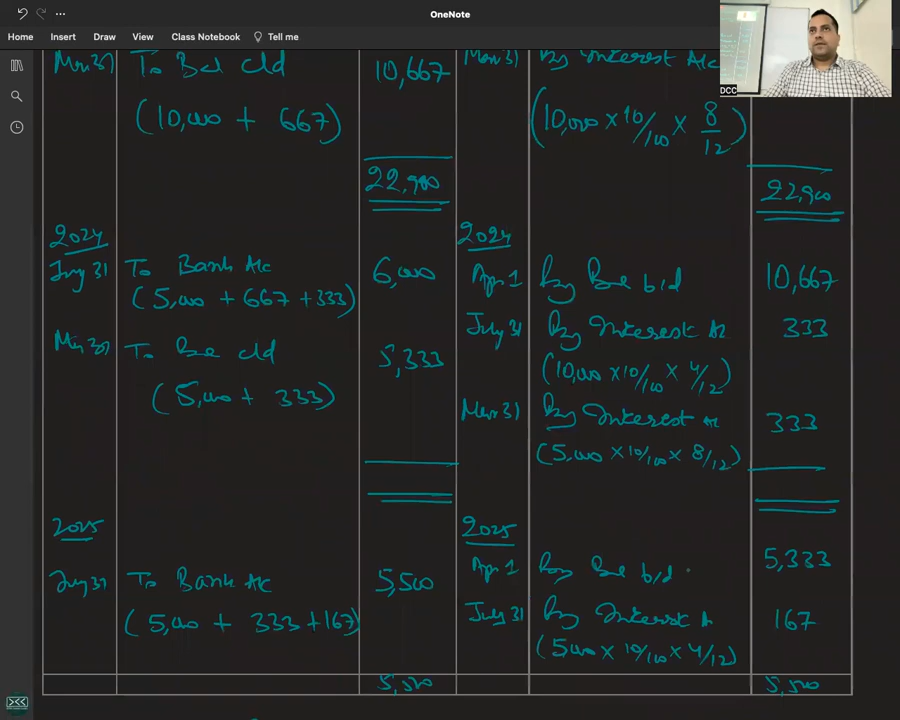 OneNote
Home Insert Draw View Class Notebook Tell me
DCC
Mar 31 To Bal c/d 10,667 Mar 31 By Interest A/c
(10,000 + 667) (10,000 × 10/100 × 8/12)
22,900 22,900
2024 2024
July 31 To Bank A/c 6,000 Apr 1 By Bal b/d 10,667
(5,000 + 667 + 333) July 31 By Interest A/c 333
Mar 31 To Bal c/d 5,333 (10,000 × 10/100 × 4/12)
(5,000 + 333) Mar 31 By Interest A/c 333
(5,000 × 10/100 × 8/12)
2025 2025
Apr 1 By Bal b/d 5,333
July 31 To Bank A/c 5,500 July 31 By Interest A 167
(5,000 + 333 + 167) (5,000 × 10/100 × 4/12)
5,500 5,500